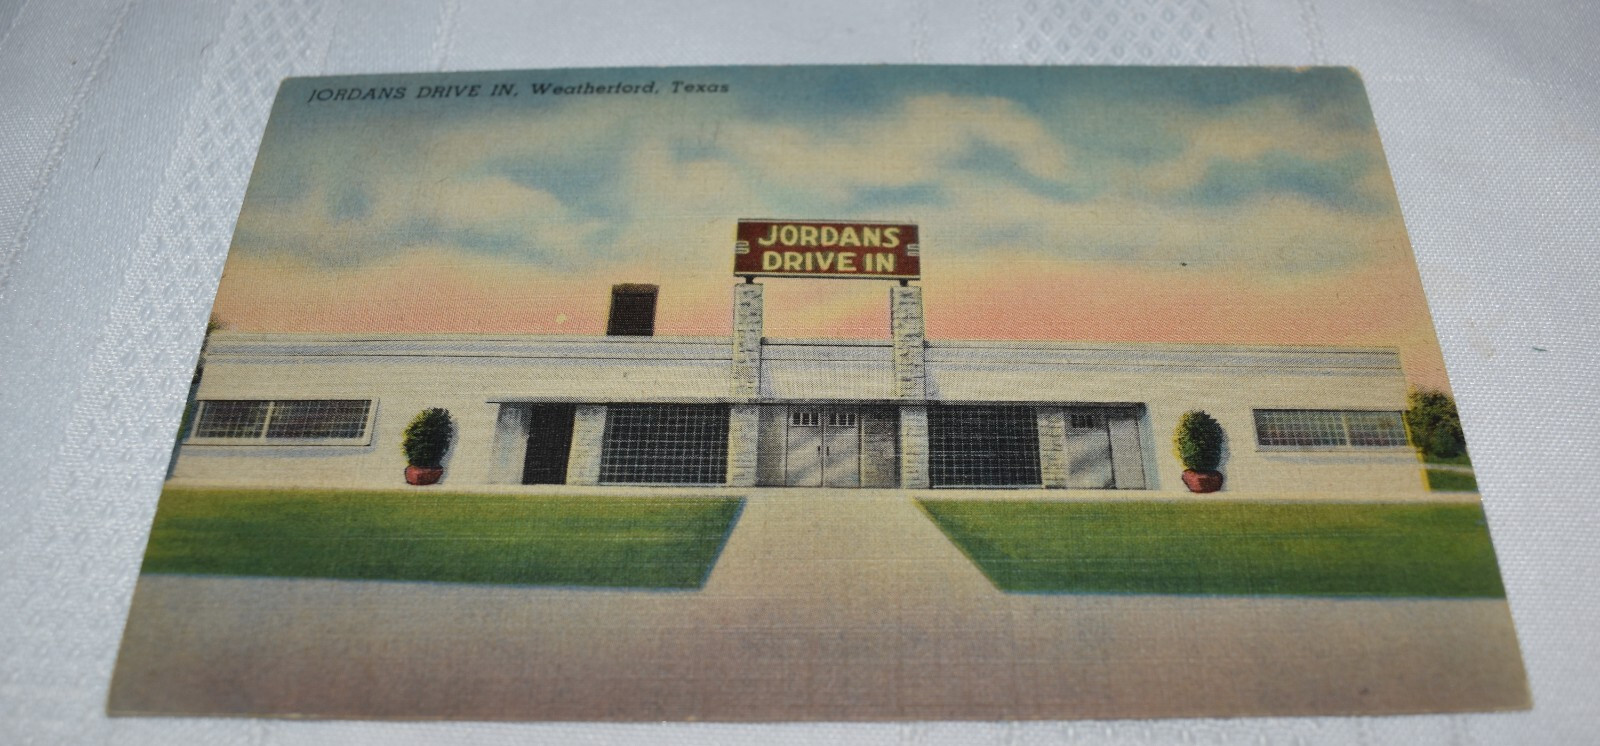 JORDANS DRIVE IN, Weatherford, Texas
JORDANS
DRIVE IN